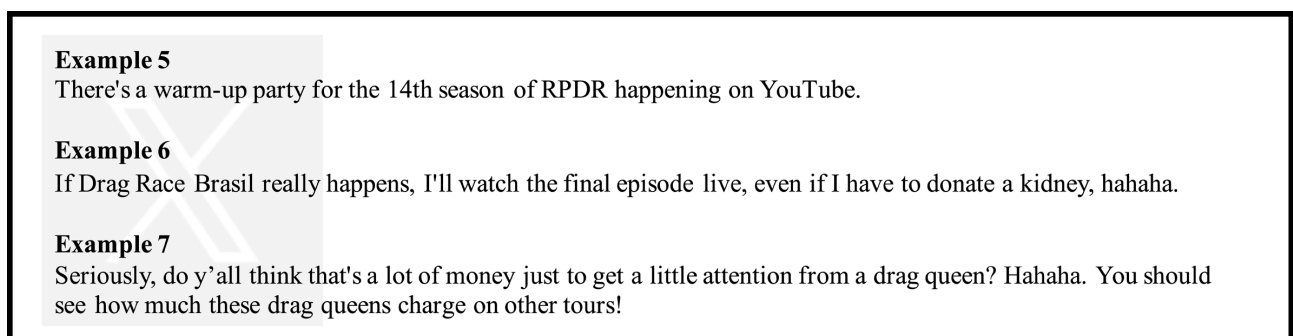 Example 5
There's a warm-up party for the 14th season of RPDR happening on YouTube.
Example 6
If Drag Race Brasil really happens, I'll watch the final episode live, even if I have to donate a kidney, hahaha.
Example 7
Seriously, do y’all think that's a lot of money just to get a little attention from a drag queen? Hahaha. You should
see how much these drag queens charge on other tours!